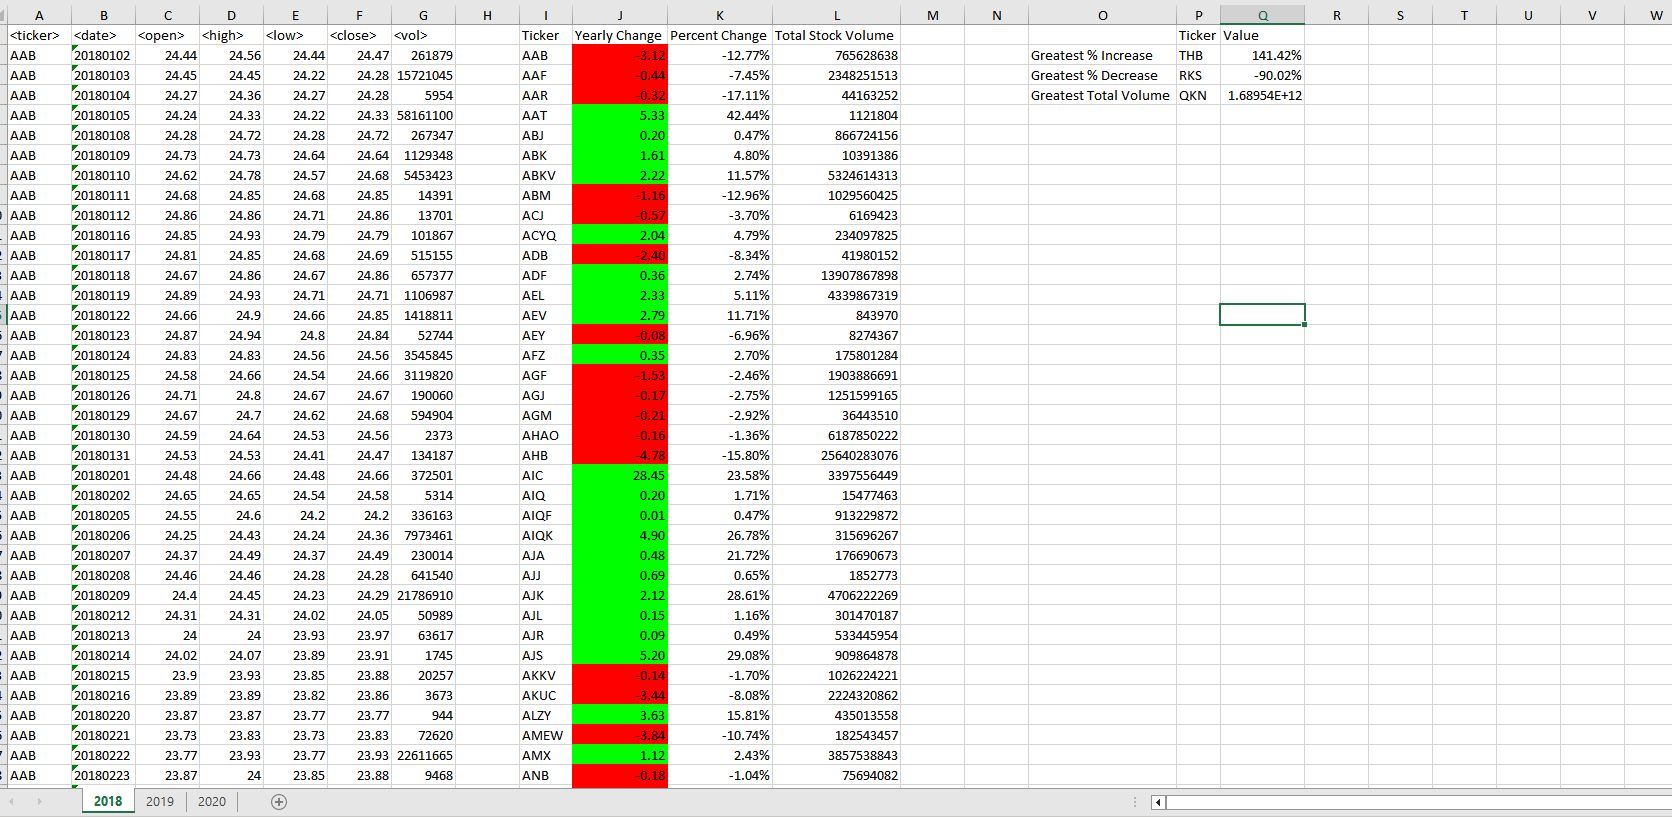 A B C D E F G H I J K L M N O P Q R S T U V W
<ticker> <date> <open> <high> <low> <close> <vol> Ticker Yearly Change Percent Change Total Stock Volume Ticker Value
AAB 20180102 24.44 24.56 24.44 24.47 261879 AAB -3.12 -12.77% 765628638 Greatest % Increase THB 141.42%
AAB 20180103 24.45 24.45 24.22 24.28 15721045 AAF -0.44 -7.45% 2348251513 Greatest % Decrease RKS -90.02%
AAB 20180104 24.27 24.36 24.27 24.28 5954 AAR -0.32 -17.11% 44163252 Greatest Total Volume QKN 1.68954E+12
AAB 20180105 24.24 24.33 24.22 24.33 58161100 AAT 5.33 42.44% 1121804
AAB 20180108 24.28 24.72 24.28 24.72 267347 ABJ 0.20 0.47% 866724156
AAB 20180109 24.73 24.73 24.64 24.64 1129348 ABK 1.61 4.80% 10391386
AAB 20180110 24.62 24.78 24.57 24.68 5453423 ABKV 2.22 11.57% 5324614313
AAB 20180111 24.68 24.85 24.68 24.85 14391 ABM -1.16 -12.96% 1029560425
AAB 20180112 24.86 24.86 24.71 24.86 13701 ACJ -0.57 -3.70% 6169423
AAB 20180116 24.85 24.93 24.79 24.79 101867 ACYQ 2.04 4.79% 234097825
AAB 20180117 24.81 24.85 24.68 24.69 515155 ADB -2.40 -8.34% 41980152
AAB 20180118 24.67 24.86 24.67 24.86 657377 ADF 0.36 2.74% 13907867898
AAB 20180119 24.89 24.93 24.71 24.71 1106987 AEL 2.33 5.11% 4339867319
AAB 20180122 24.66 24.9 24.66 24.85 1418811 AEV 2.79 11.71% 843970
AAB 20180123 24.87 24.94 24.8 24.84 52744 AEY -0.08 -6.96% 8274367
AAB 20180124 24.83 24.83 24.56 24.56 3545845 AFZ 0.35 2.70% 175801284
AAB 20180125 24.58 24.66 24.54 24.66 3119820 AGF -1.53 -2.46% 1903886691
AAB 20180126 24.71 24.8 24.67 24.67 190060 AGJ -0.17 -2.75% 1251599165
AAB 20180129 24.67 24.7 24.62 24.68 594904 AGM -0.21 -2.92% 36443510
AAB 20180130 24.59 24.64 24.53 24.56 2373 AHAO -0.16 -1.36% 6187850222
AAB 20180131 24.53 24.53 24.41 24.47 134187 AHB -4.78 -15.80% 25640283076
AAB 20180201 24.48 24.66 24.48 24.66 372501 AIC 28.45 23.58% 3397556449
AAB 20180202 24.65 24.65 24.54 24.58 5314 AIQ 0.20 1.71% 15477463
AAB 20180205 24.55 24.6 24.2 24.2 336163 AIQF 0.01 0.47% 913229872
AAB 20180206 24.25 24.43 24.24 24.36 7973461 AIQK 4.90 26.78% 315696267
AAB 20180207 24.37 24.49 24.37 24.49 230014 AJA 0.48 21.72% 176690673
AAB 20180208 24.46 24.46 24.28 24.28 641540 AJJ 0.69 0.65% 1852773
AAB 20180209 24.4 24.45 24.23 24.29 21786910 AJK 2.12 28.61% 4706222269
AAB 20180212 24.31 24.31 24.02 24.05 50989 AJL 0.15 1.16% 301470187
AAB 20180213 24 24 23.93 23.97 63617 AJR 0.09 0.49% 533445954
AAB 20180214 24.02 24.07 23.89 23.91 1745 AJS 5.20 29.08% 909864878
AAB 20180215 23.9 23.93 23.85 23.88 20257 AKKV -0.14 -1.70% 1026224221
AAB 20180216 23.89 23.89 23.82 23.86 3673 AKUC -3.44 -8.08% 2224320862
AAB 20180220 23.87 23.87 23.77 23.77 944 ALZY 3.63 15.81% 435013558
AAB 20180221 23.73 23.83 23.73 23.83 72620 AMEW -3.84 -10.74% 182543457
AAB 20180222 23.77 23.93 23.77 23.93 22611665 AMX 1.12 2.43% 3857538843
AAB 20180223 23.87 24 23.85 23.88 9468 ANB -0.18 -1.04% 75694082
2018 2019 2020